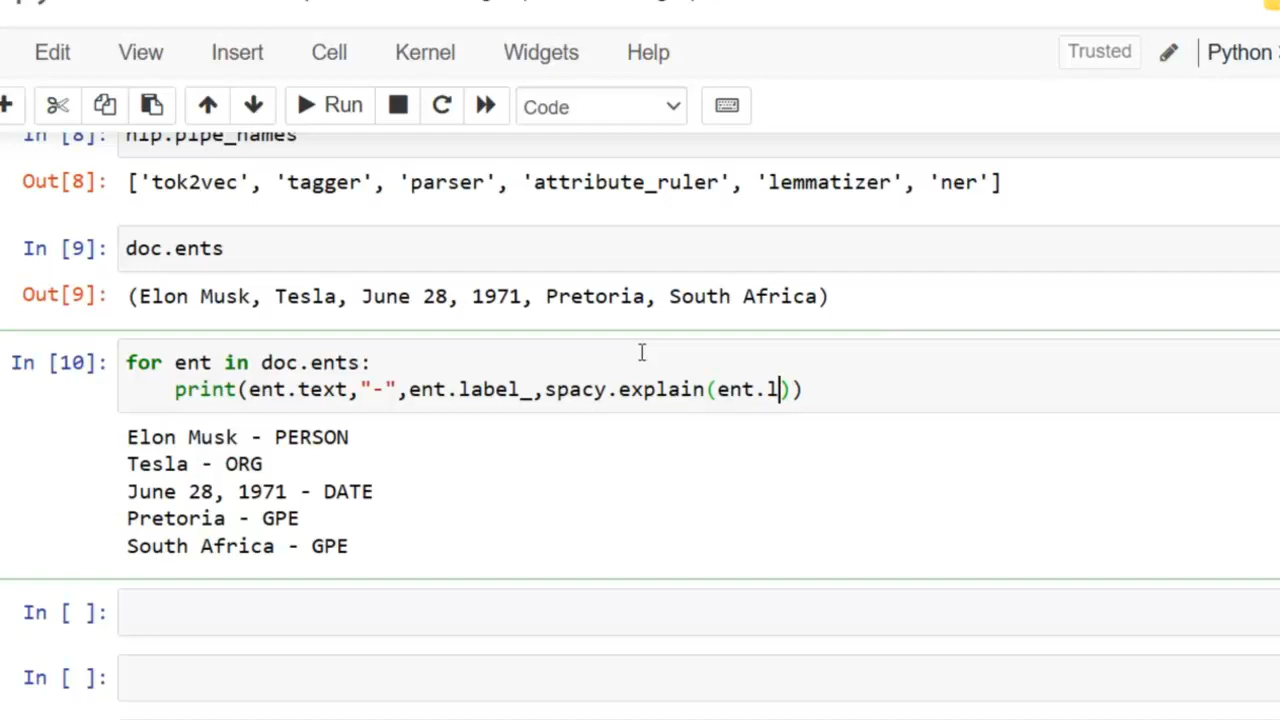 Edit View Insert Cell Kernel Widgets Help Trusted Python
Run Code
In [8]: nlp.pipe_names
Out[8]: ['tok2vec', 'tagger', 'parser', 'attribute_ruler', 'lemmatizer', 'ner']
In [9]: doc.ents
Out[9]: (Elon Musk, Tesla, June 28, 1971, Pretoria, South Africa)
In [10]: for ent in doc.ents:
print(ent.text,"-",ent.label_,spacy.explain(ent.l))
Elon Musk - PERSON
Tesla - ORG
June 28, 1971 - DATE
Pretoria - GPE
South Africa - GPE
In [ ]:
In [ ]: